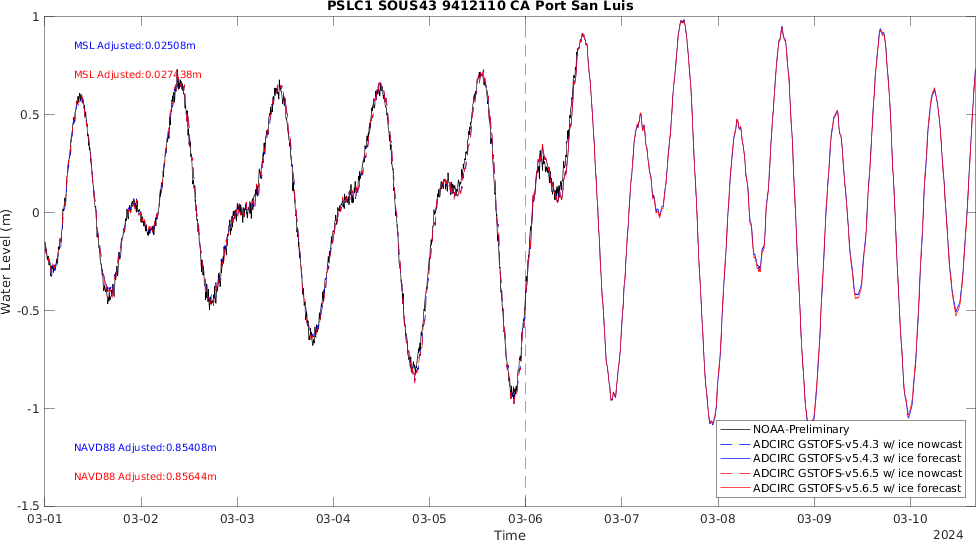 PSLC1 SOUS43 9412110 CA Port San Luis
1
0.5
0
-0.5
-1
-1.5
Water Level (m)
MSL Adjusted:0.02508m
MSL Adjusted:0.027438m
NAVD88 Adjusted:0.85408m
NAVD88 Adjusted:0.85644m
NOAA-Preliminary
ADCIRC GSTOFS-v5.4.3 w/ ice nowcast
ADCIRC GSTOFS-v5.4.3 w/ ice forecast
ADCIRC GSTOFS-v5.6.5 w/ ice nowcast
ADCIRC GSTOFS-v5.6.5 w/ ice forecast
03-01 03-02 03-03 03-04 03-05 03-06 03-07 03-08 03-09 03-10
Time
2024